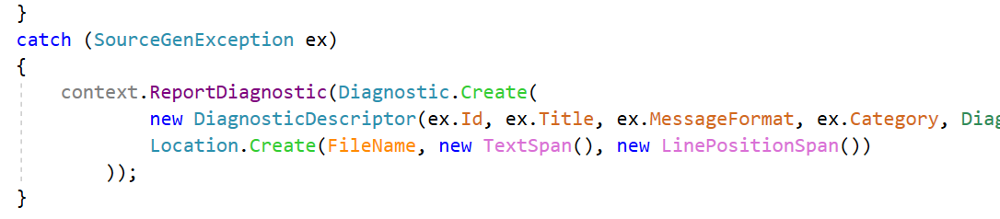 }
catch (SourceGenException ex)
{
context.ReportDiagnostic(Diagnostic.Create(
new DiagnosticDescriptor(ex.Id, ex.Title, ex.MessageFormat, ex.Category, Diag
Location.Create(FileName, new TextSpan(), new LinePositionSpan())
));
}